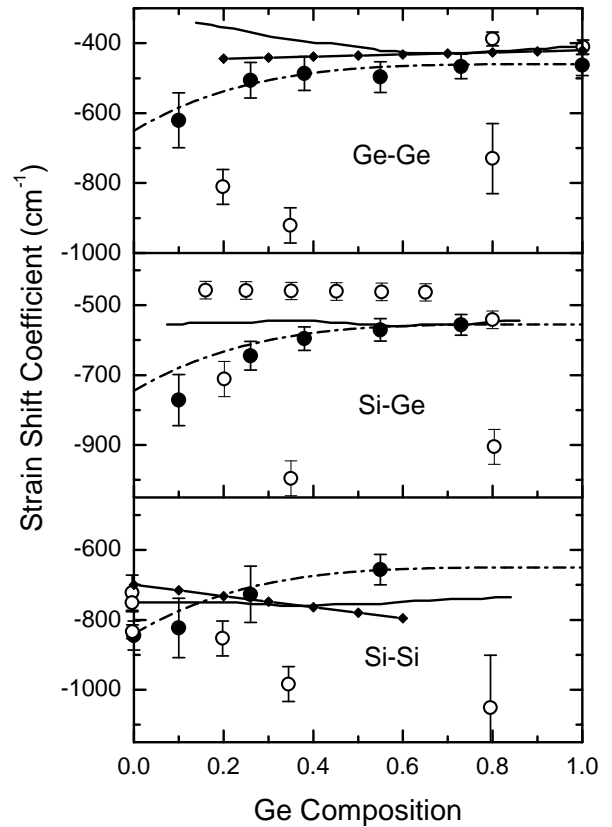 -400
-600
Ge-Ge
-800
-1000
Strain Shift Coefficient (cm⁻¹)
-500
-700
Si-Ge
-900
-600
-800
Si-Si
-1000
0.0 0.2 0.4 0.6 0.8 1.0
Ge Composition